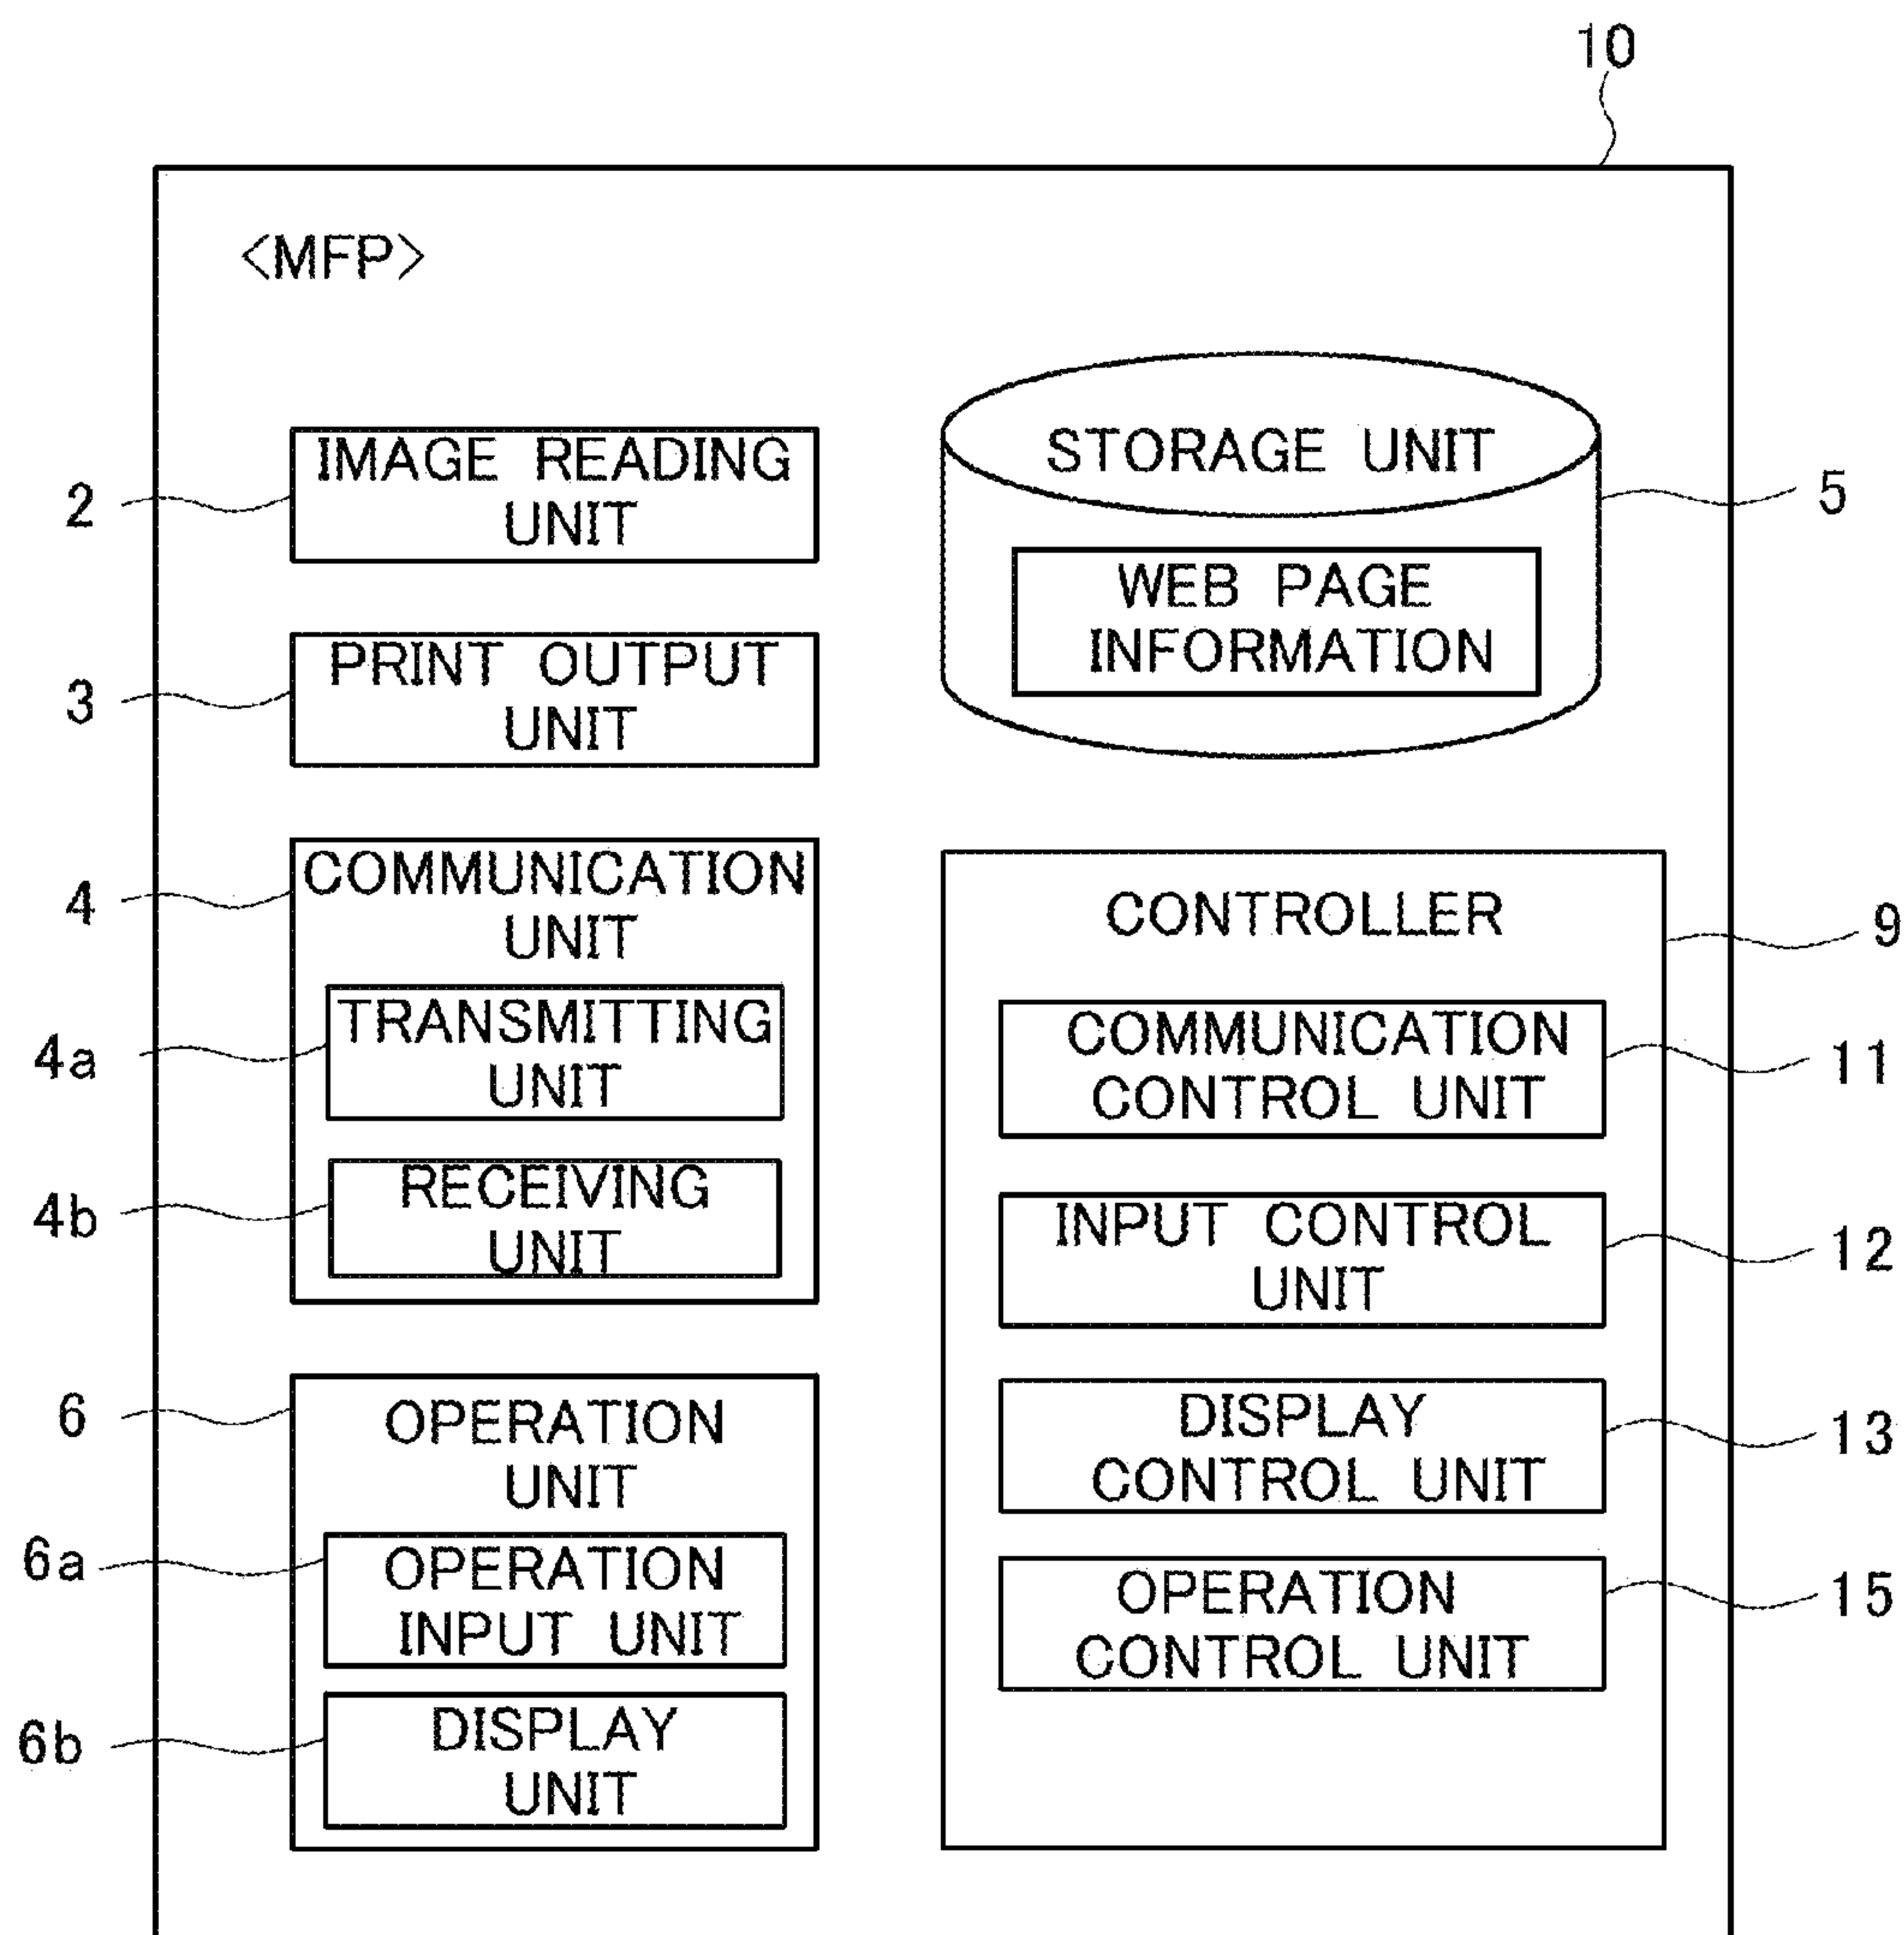 10
<MFP>
2
IMAGE READING
UNIT
3
PRINT OUTPUT
UNIT
4
COMMUNICATION
UNIT
4a
TRANSMITTING
UNIT
4b
RECEIVING
UNIT
6
OPERATION
UNIT
6a
OPERATION
INPUT UNIT
6b
DISPLAY
UNIT
STORAGE UNIT
5
WEB PAGE
INFORMATION
CONTROLLER
9
COMMUNICATION
CONTROL UNIT
11
INPUT CONTROL
UNIT
12
DISPLAY
CONTROL UNIT
13
OPERATION
CONTROL UNIT
15